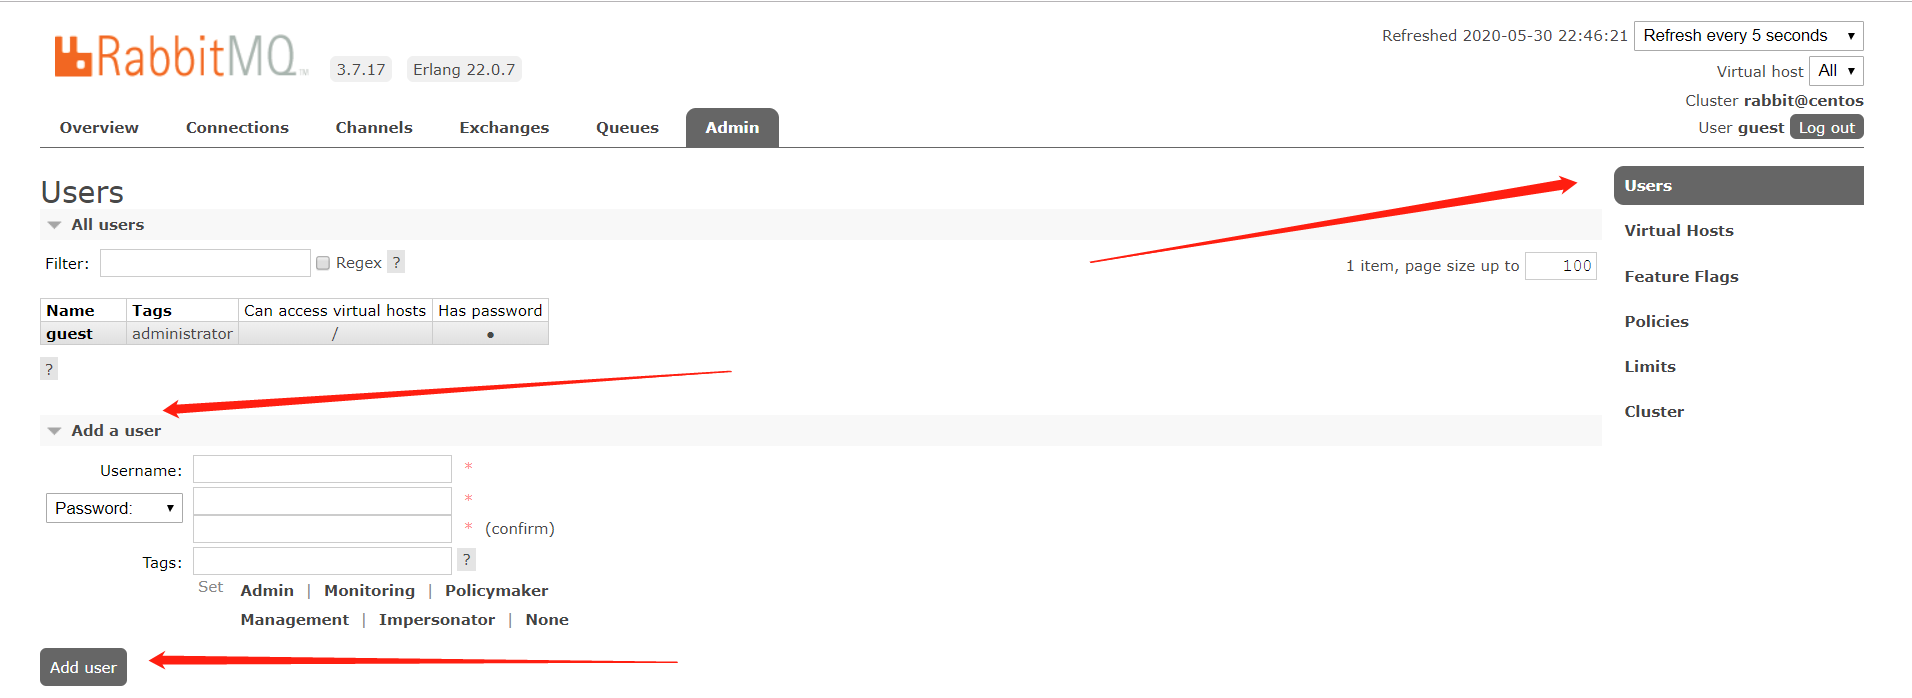 RabbitMQ™ 3.7.17 Erlang 22.0.7
Refreshed 2020-05-30 22:46:21 Refresh every 5 seconds
Virtual host All
Cluster rabbit@centos
User guest Log out
Overview Connections Channels Exchanges Queues Admin
Users
All users
Filter: Regex ?
1 item, page size up to 100
Name Tags Can access virtual hosts Has password
guest administrator / •
?
Add a user
Username: *
Password: *
* (confirm)
Tags: ?
Set Admin | Monitoring | Policymaker
Management | Impersonator | None
Add user
Users
Virtual Hosts
Feature Flags
Policies
Limits
Cluster